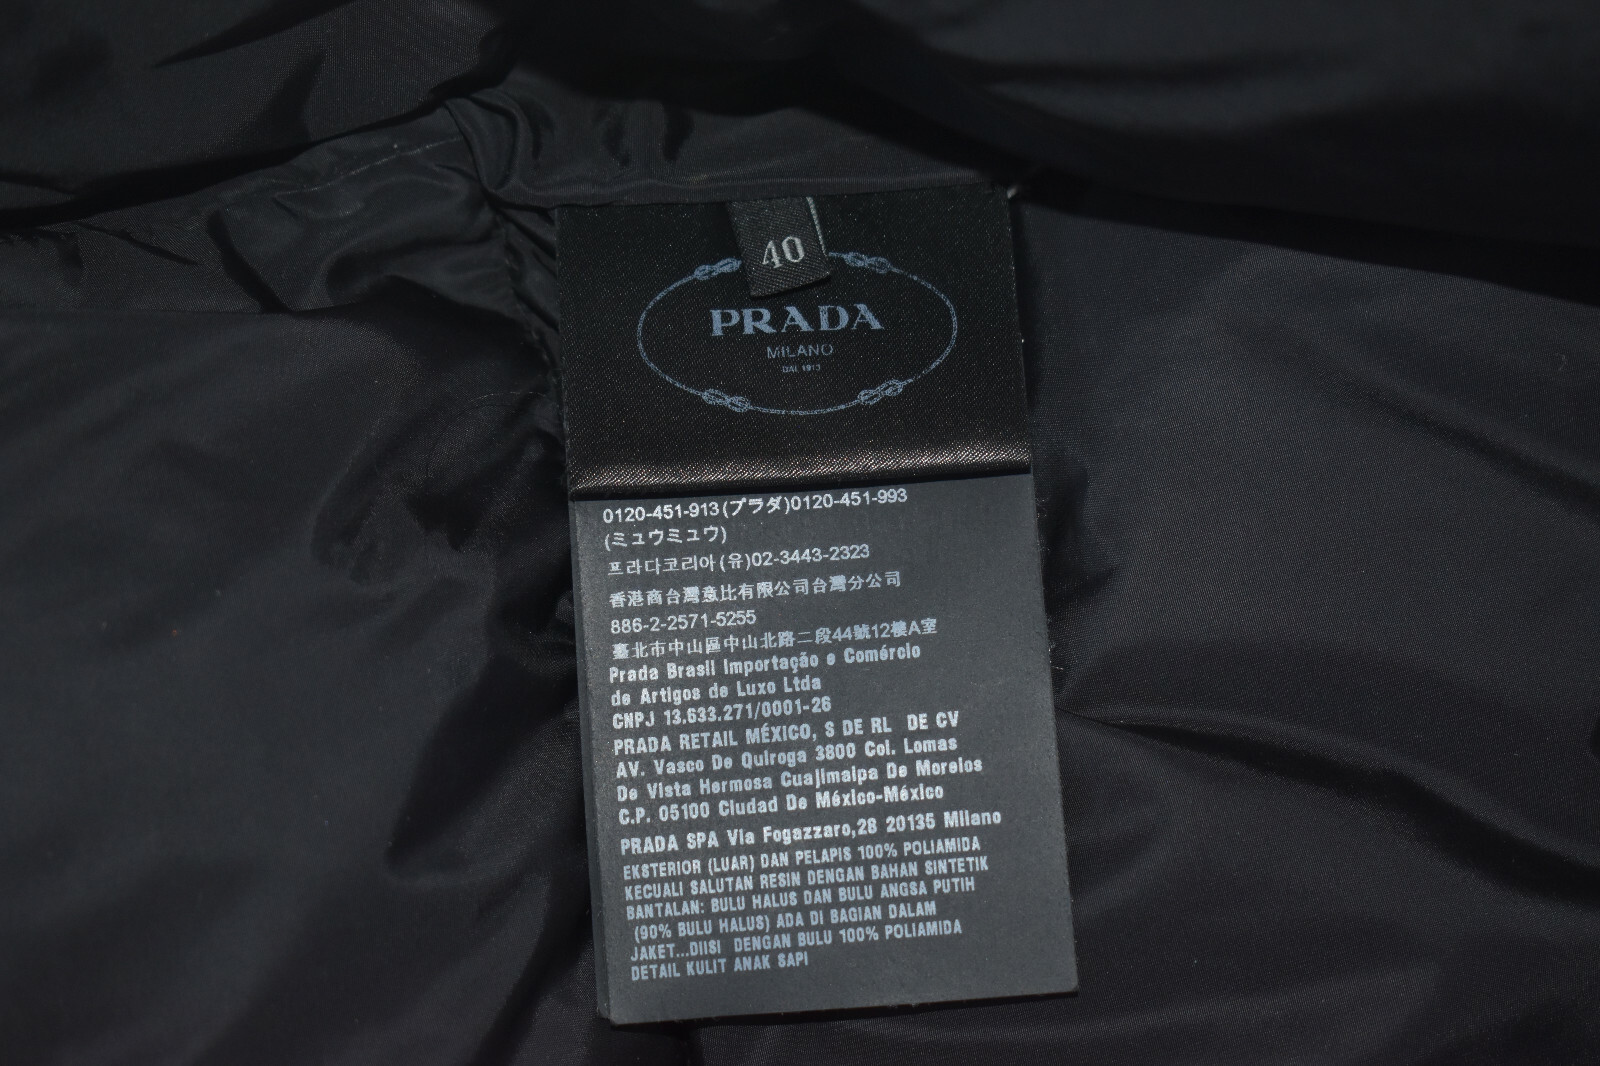 40
PRADA
MILANO
DAL 1913
0120-451-913(プラダ)0120-451-993
(ミュウミュウ)
프라다코리아(유)02-3443-2323
香港商台灣意比有限公司台灣分公司
886-2-2571-5255
臺北市中山區中山北路二段44號12樓A室
Prada Brasil Importação e Comércio
de Artigos de Luxo Ltda
CNPJ 13.633.271/0001-26
PRADA RETAIL MÉXICO, S DE RL DE CV
AV. Vasco De Quiroga 3800 Col. Lomas
De Vista Hermosa Cuajimalpa De Morelos
C.P. 05100 Ciudad De México-México
PRADA SPA Via Fogazzaro,28 20135 Milano
EKSTERIOR (LUAR) DAN PELAPIS 100% POLIAMIDA
KECUALI SALUTAN RESIN DENGAN BAHAN SINTETIK
BANTALAN: BULU HALUS DAN BULU ANGSA PUTIH
(90% BULU HALUS) ADA DI BAGIAN DALAM
JAKET...DIISI DENGAN BULU 100% POLIAMIDA
DETAIL KULIT ANAK SAPI